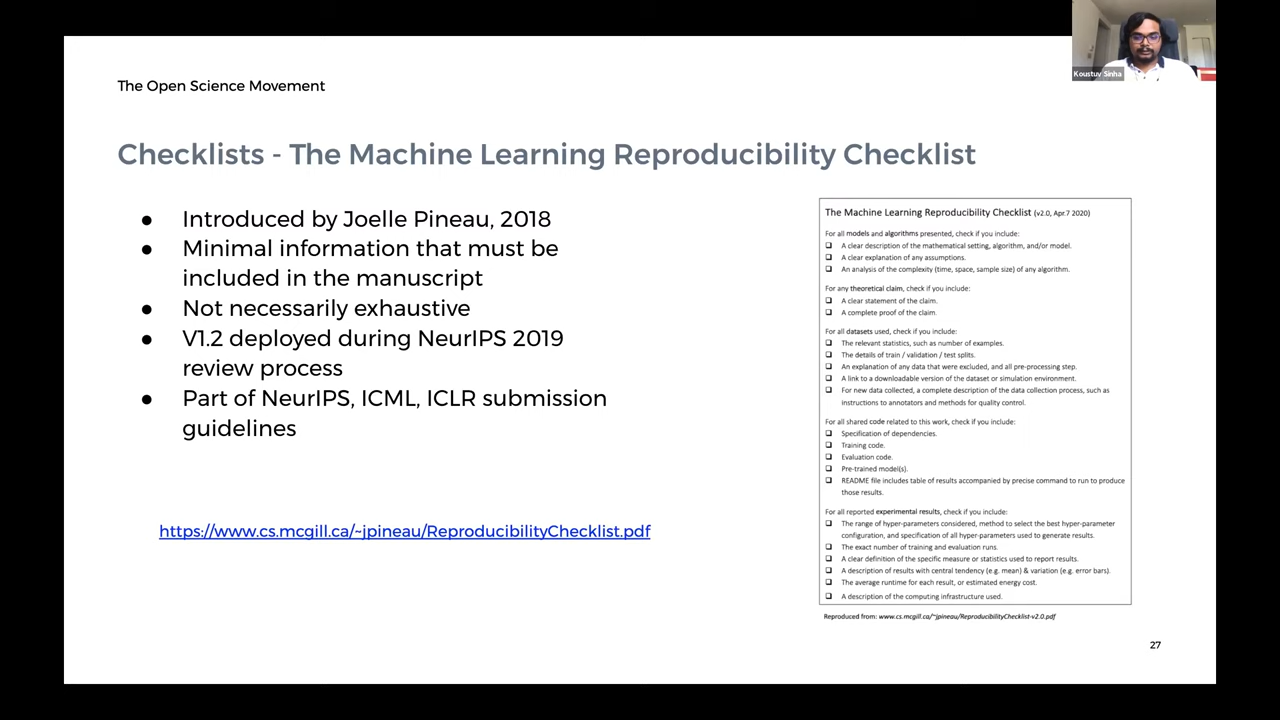 Koustuv Sinha
The Open Science Movement
Checklists - The Machine Learning Reproducibility Checklist
● Introduced by Joelle Pineau, 2018
● Minimal information that must be
included in the manuscript
● Not necessarily exhaustive
● V1.2 deployed during NeurIPS 2019
review process
● Part of NeurIPS, ICML, ICLR submission
guidelines
https://www.cs.mcgill.ca/~jpineau/ReproducibilityChecklist.pdf
The Machine Learning Reproducibility Checklist (v2.0, Apr.7 2020)
For all models and algorithms presented, check if you include:
❑ A clear description of the mathematical setting, algorithm, and/or model.
❑ A clear explanation of any assumptions.
❑ An analysis of the complexity (time, space, sample size) of any algorithm.
For any theoretical claim, check if you include:
❑ A clear statement of the claim.
❑ A complete proof of the claim.
For all datasets used, check if you include:
❑ The relevant statistics, such as number of examples.
❑ The details of train / validation / test splits.
❑ An explanation of any data that were excluded, and all pre-processing step.
❑ A link to a downloadable version of the dataset or simulation environment.
❑ For new data collected, a complete description of the data collection process, such as
instructions to annotators and methods for quality control.
For all shared code related to this work, check if you include:
❑ Specification of dependencies.
❑ Training code.
❑ Evaluation code.
❑ Pre-trained model(s).
❑ README file includes table of results accompanied by precise command to run to produce
those results.
For all reported experimental results, check if you include:
❑ The range of hyper-parameters considered, method to select the best hyper-parameter
configuration, and specification of all hyper-parameters used to generate results.
❑ The exact number of training and evaluation runs.
❑ A clear definition of the specific measure or statistics used to report results.
❑ A description of results with central tendency (e.g. mean) & variation (e.g. error bars).
❑ The average runtime for each result, or estimated energy cost.
❑ A description of the computing infrastructure used.
Reproduced from: www.cs.mcgill.ca/~jpineau/ReproducibilityChecklist-v2.0.pdf
27